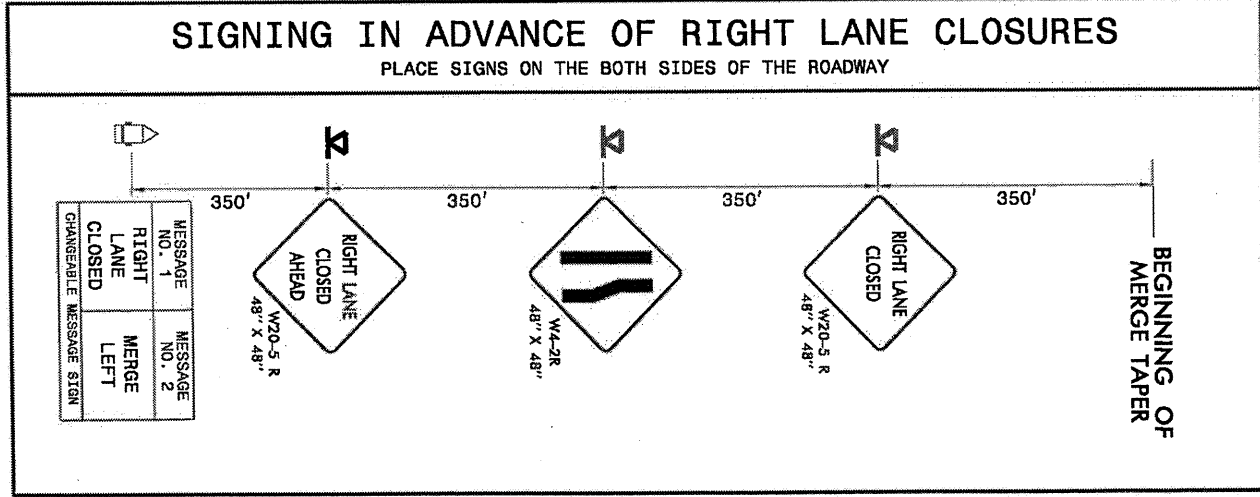 SIGNING IN ADVANCE OF RIGHT LANE CLOSURES
PLACE SIGNS ON THE BOTH SIDES OF THE ROADWAY
350'
350'
350'
350'
MESSAGE
NO. 1
RIGHT
LANE
CLOSED
MESSAGE
NO. 2
MERGE
LEFT
CHANGEABLE MESSAGE SIGN
RIGHT LANE
CLOSED
AHEAD
W20-5 R
48" X 48"
W4-2R
48" X 48"
RIGHT LANE
CLOSED
W20-5 R
48" X 48"
BEGINNING OF
MERGE TAPER